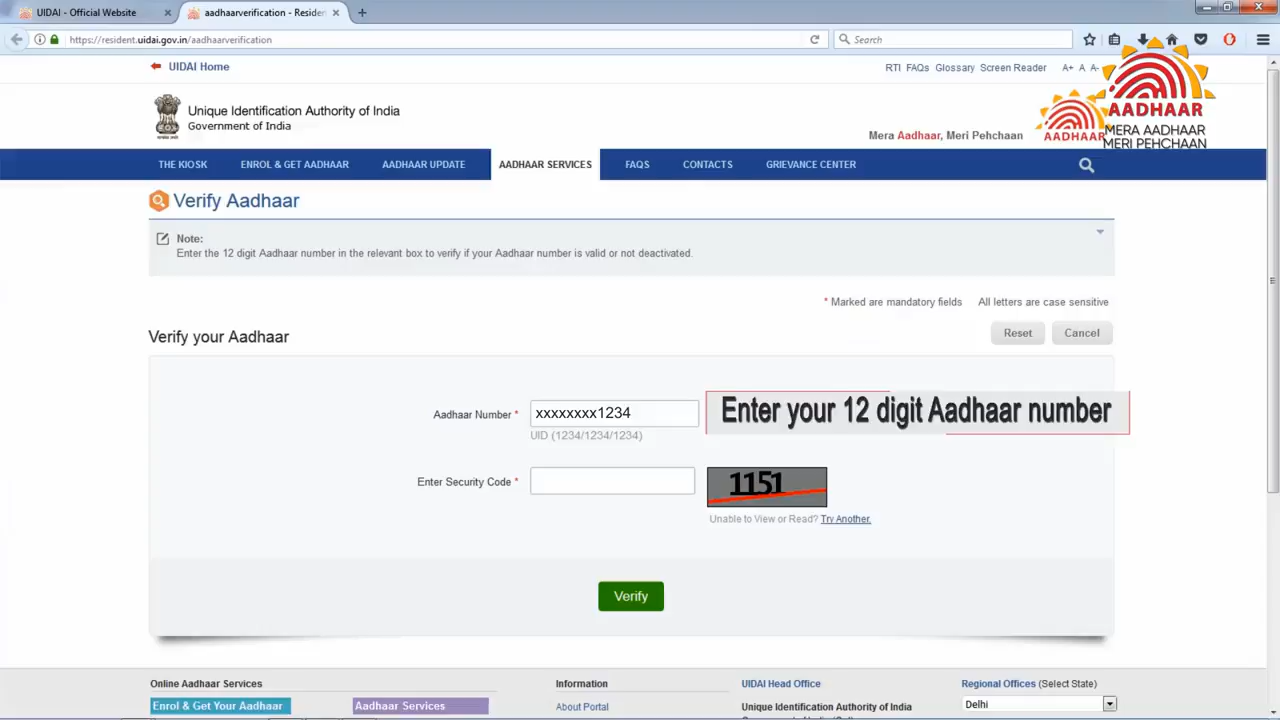 UIDAI - Official Website
aadhaarverification - Residen
https://resident.uidai.gov.in/aadhaarverification
Search
UIDAI Home
RTI FAQs Glossary Screen Reader A+ A A-
Unique Identification Authority of India
Government of India
Mera Aadhaar, Meri Pehchaan
AADHAAR
AADHAAR
MERA AADHAAR
MERI PEHCHAAN
THE KIOSK ENROL & GET AADHAAR AADHAAR UPDATE AADHAAR SERVICES FAQS CONTACTS GRIEVANCE CENTER
Verify Aadhaar
Note:
Enter the 12 digit Aadhaar number in the relevant box to verify if your Aadhaar number is valid or not deactivated.
* Marked are mandatory fields All letters are case sensitive
Verify your Aadhaar
Reset Cancel
Aadhaar Number * xxxxxxxx1234 Enter your 12 digit Aadhaar number
UID (1234/1234/1234)
Enter Security Code * 1151
Unable to View or Read? Try Another.
Verify
Online Aadhaar Services Information UIDAI Head Office Regional Offices (Select State)
Enrol & Get Your Aadhaar Aadhaar Services About Portal Unique Identification Authority of India Delhi